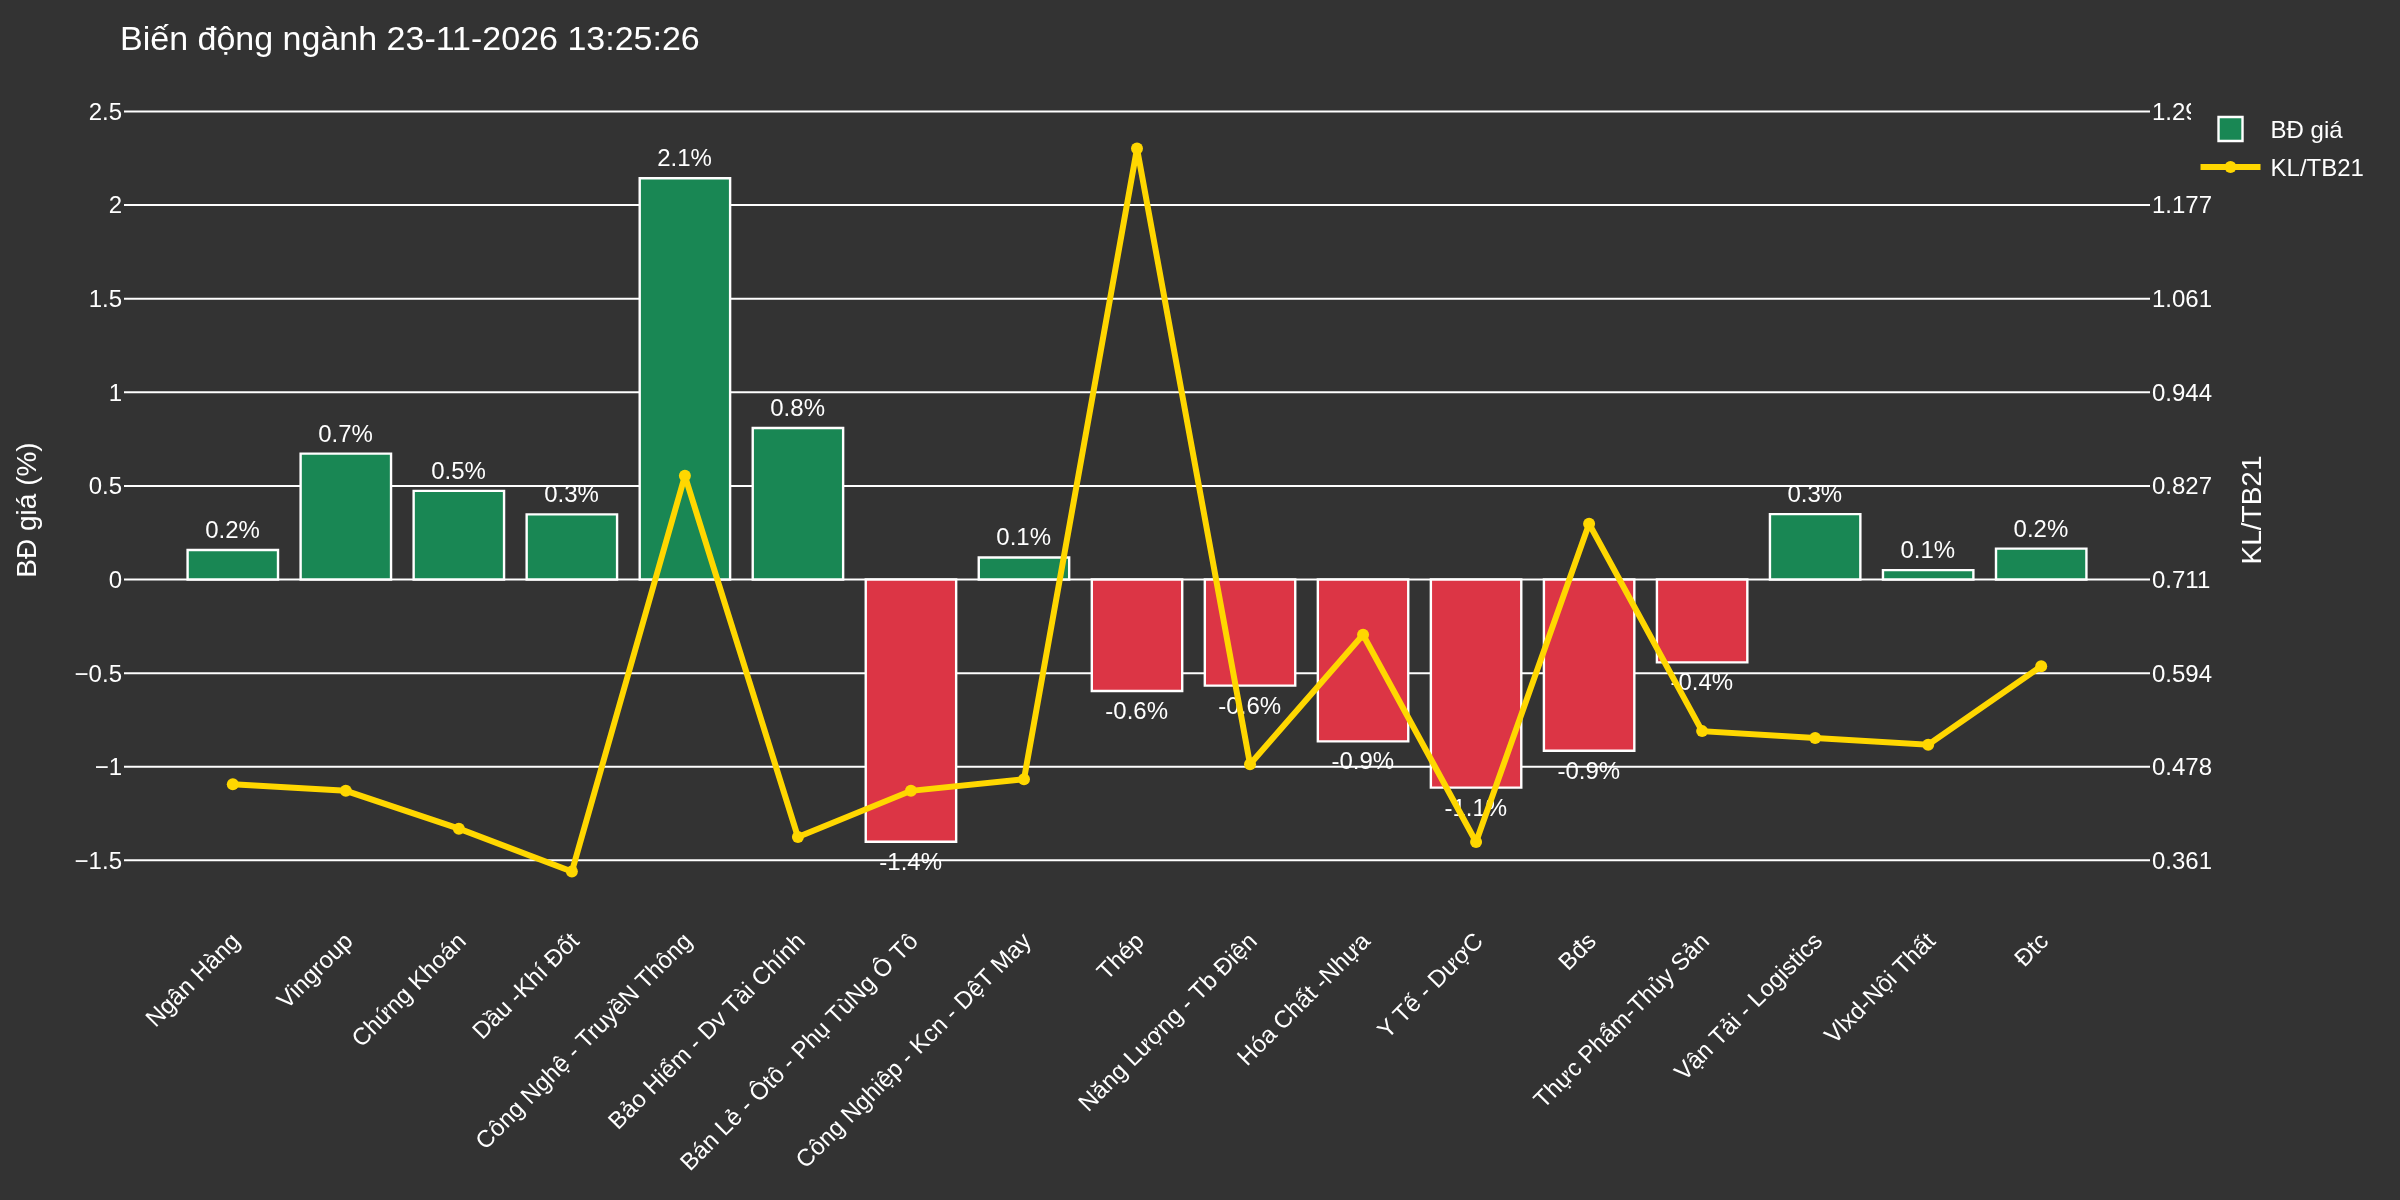 Biến động ngành 23-11-2026 13:25:26
BĐ giá
KL/TB21
BĐ giá (%)
2.5
2
1.5
1
0.5
0
−0.5
−1
−1.5
KL/TB21
1.177
1.061
0.944
0.827
0.711
0.594
0.478
0.361
0.2%
0.7%
0.5%
0.3%
2.1%
0.8%
-1.4%
0.1%
-0.6%
-0.6%
-0.9%
-1.1%
-0.9%
-0.4%
0.3%
0.1%
0.2%
Ngân Hàng
Vingroup
Chứng Khoán
Dầu -Khí Đốt
Công Nghệ - TruyềN Thông
Bảo Hiểm - Dv Tài Chính
Bán Lẻ - Ôtô - Phụ TùNg Ô Tô
Công Nghiệp - Kcn - DệT May
Thép
Năng Lượng - Tb Điện
Hóa Chất -Nhựa
Y Tế - DượC
Bđs
Thực Phẩm-Thủy Sản
Vận Tải - Logistics
Vlxd-Nội Thất
Đtc